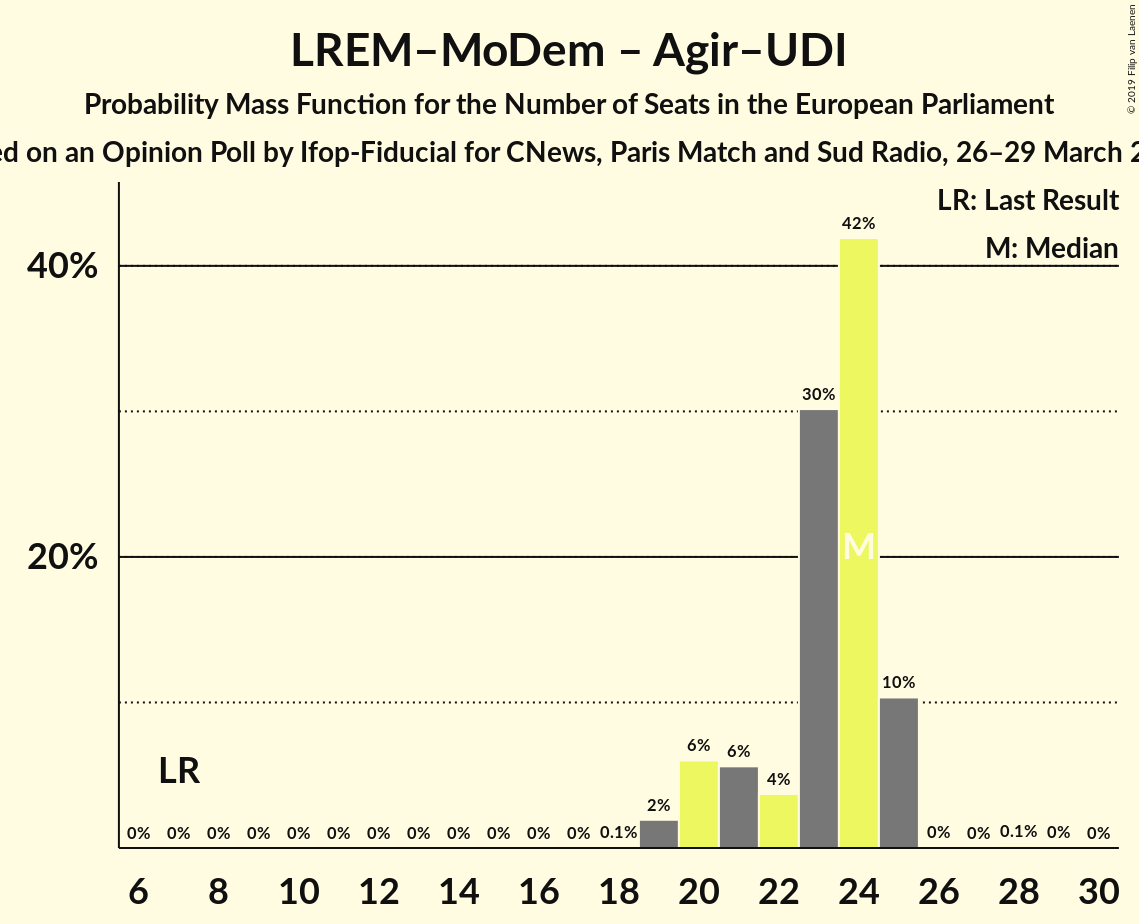 LREM–MoDem – Agir–UDI
Probability Mass Function for the Number of Seats in the European Parliament
ed on an Opinion Poll by Ifop-Fiducial for CNews, Paris Match and Sud Radio, 26–29 March 2
© 2019 Filip van Laenen
LR: Last Result
M: Median
42%
40%
30%
M
20%
10%
6%
6%
4%
2%
LR
0% 0% 0% 0% 0% 0% 0% 0% 0% 0% 0% 0% 0.1% 0% 0% 0.1% 0% 0%
6 8 10 12 14 16 18 20 22 24 26 28 30